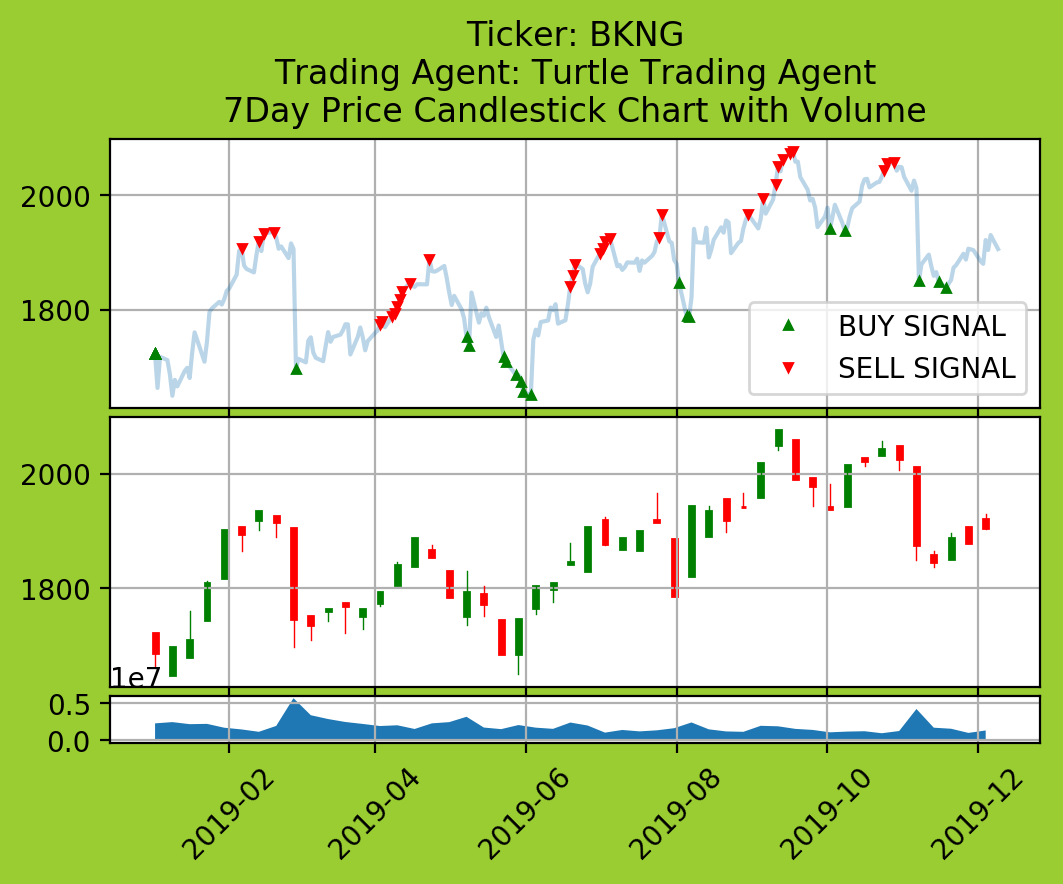 Ticker: BKNG
Trading Agent: Turtle Trading Agent
7Day Price Candlestick Chart with Volume
2000
1800
BUY SIGNAL
SELL SIGNAL
2000
1800
1e7
0.5
0.0
2019-02
2019-04
2019-06
2019-08
2019-10
2019-12